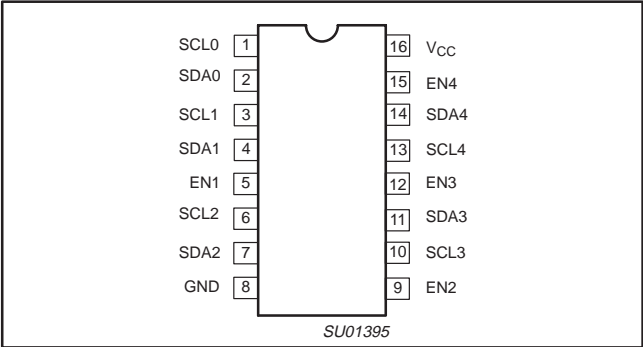 SCL0 1 16 VCC
SDA0 2 15 EN4
SCL1 3 14 SDA4
SDA1 4 13 SCL4
EN1 5 12 EN3
SCL2 6 11 SDA3
SDA2 7 10 SCL3
GND 8 9 EN2
SU01395